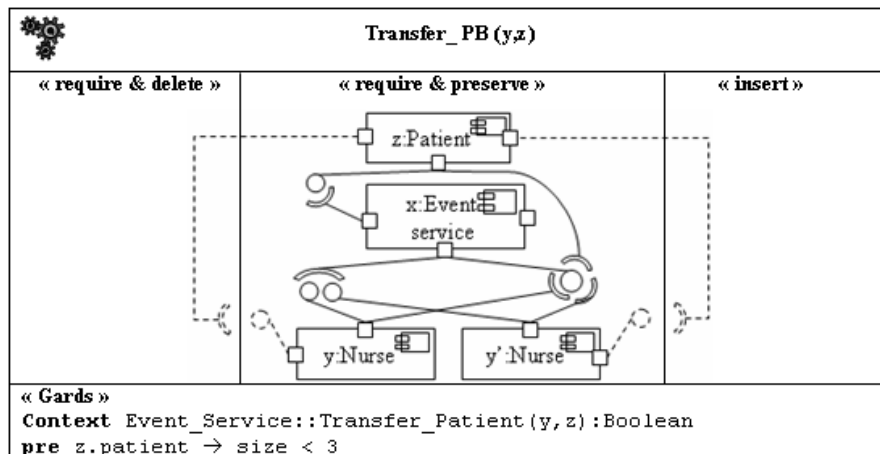 Transfer_PB (y,z)
« require & delete »
« require & preserve »
« insert »
z:Patient
x:Event
service
y:Nurse
y':Nurse
« Gards »
Context Event_Service::Transfer_Patient(y,z):Boolean
pre z.patient → size < 3